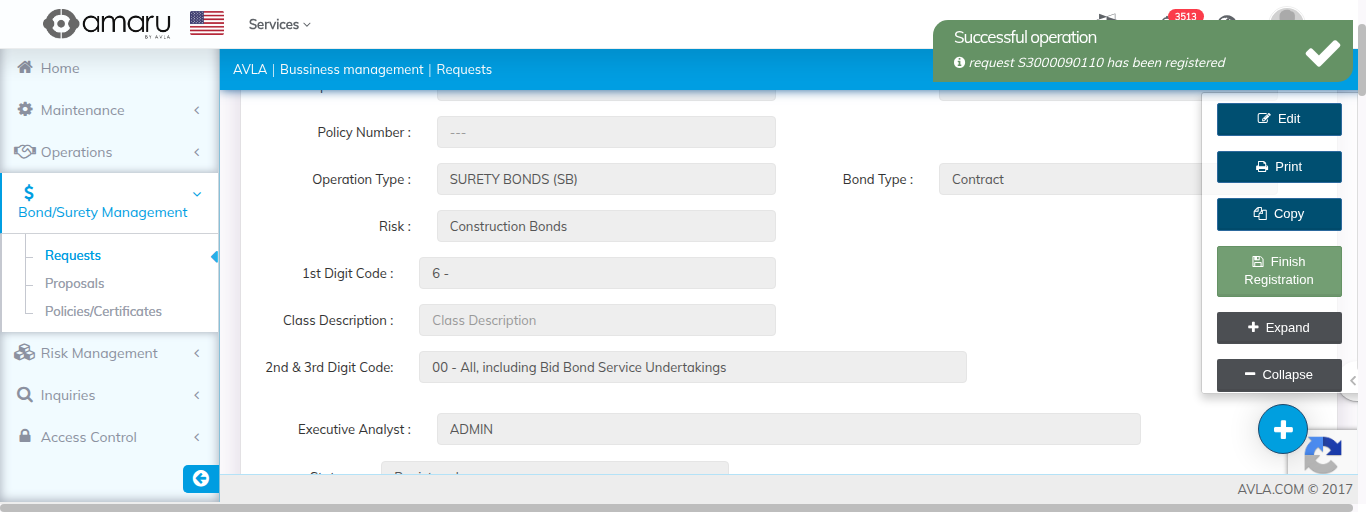 amaru
BY AVLA
Services
3513
Successful operation
request S3000090110 has been registered
AVLA | Bussiness management | Requests
Home
Maintenance
Operations
Bond/Surety Management
Requests
Proposals
Policies/Certificates
Risk Management
Inquiries
Access Control
Policy Number :
---
Operation Type :
SURETY BONDS (SB)
Bond Type :
Contract
Risk :
Construction Bonds
1st Digit Code :
6 -
Class Description :
Class Description
2nd & 3rd Digit Code:
00 - All, including Bid Bond Service Undertakings
Executive Analyst :
ADMIN
Edit
Print
Copy
Finish
Registration
Expand
Collapse
AVLA.COM © 2017